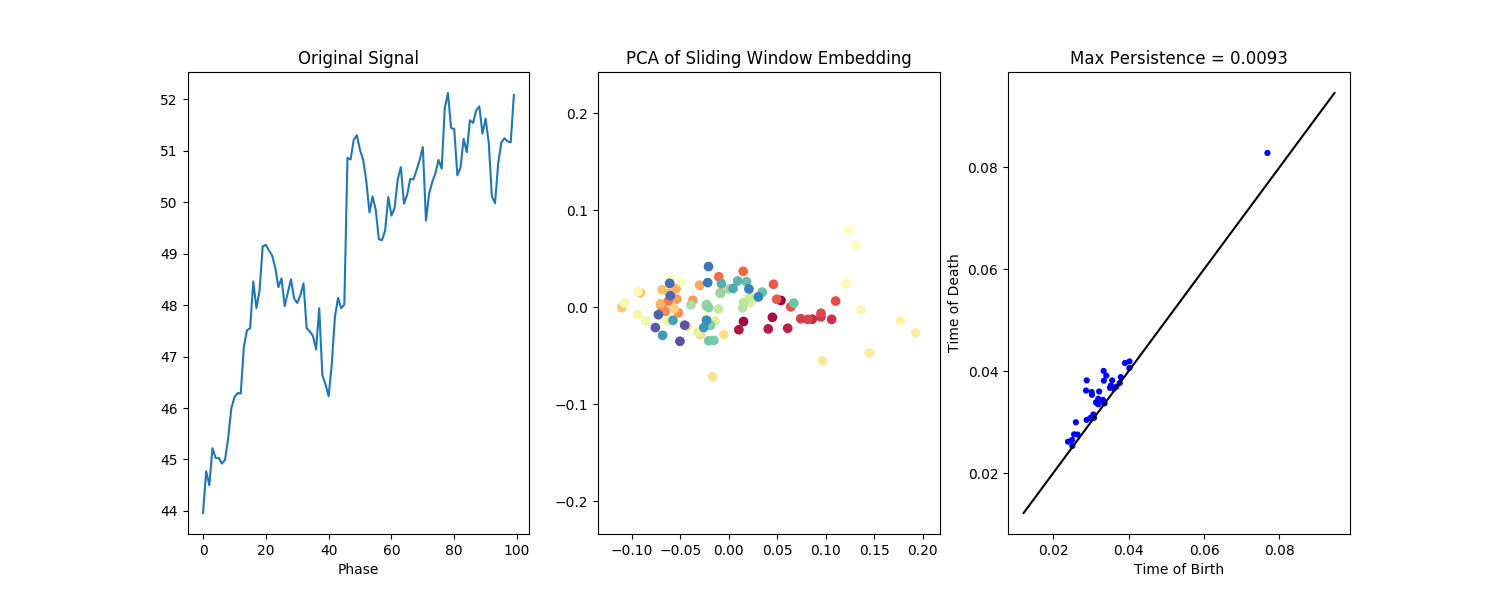 Original Signal
52
51
50
49
48
47
46
45
44
0 20 40 60 80 100
Phase
PCA of Sliding Window Embedding
0.2
0.1
0.0
−0.1
−0.2
−0.10 −0.05 0.00 0.05 0.10 0.15 0.20
Max Persistence = 0.0093
Time of Death
0.08
0.06
0.04
0.02
0.02 0.04 0.06 0.08
Time of Birth